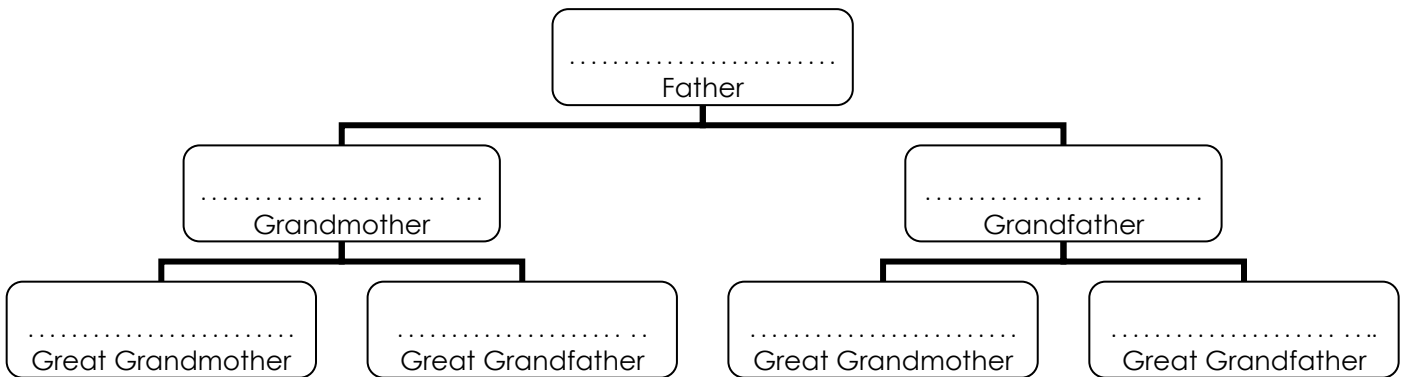 ........................
Father
..................... ...
Grandmother
.........................
Grandfather
........................
Great Grandmother
..................... . .
Great Grandfather
........................
Great Grandmother
.................... ....
Great Grandfather